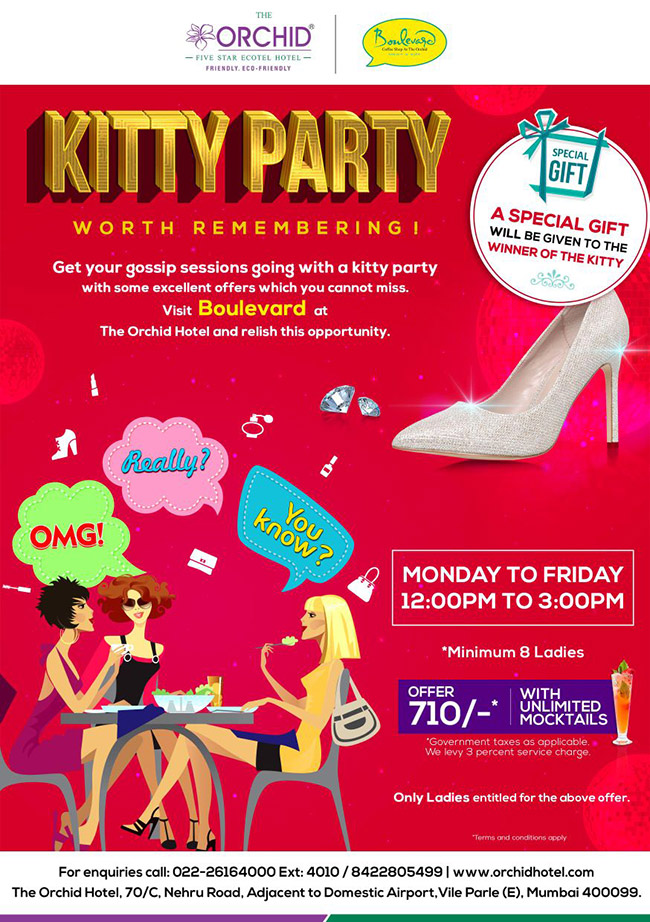 THE
ORCHID®
FIVE STAR ECOTEL HOTEL
FRIENDLY. ECO-FRIENDLY
Boulevard
Coffee Shop At The Orchid
KITTY PARTY
WORTH REMEMBERING!
Get your gossip sessions going with a kitty party
with some excellent offers which you cannot miss.
Visit Boulevard at
The Orchid Hotel and relish this opportunity.
SPECIAL
GIFT
A SPECIAL GIFT
WILL BE GIVEN TO THE
WINNER OF THE KITTY
Really?
OMG!
You
know?
MONDAY TO FRIDAY
12:00PM TO 3:00PM
*Minimum 8 Ladies
OFFER
710/-*
WITH
UNLIMITED
MOCKTAILS
*Government taxes as applicable.
We levy 3 percent service charge.
Only Ladies entitled for the above offer.
*Terms and conditions apply
For enquiries call: 022-26164000 Ext: 4010 / 8422805499 | www.orchidhotel.com
The Orchid Hotel, 70/C, Nehru Road, Adjacent to Domestic Airport,Vile Parle (E), Mumbai 400099.